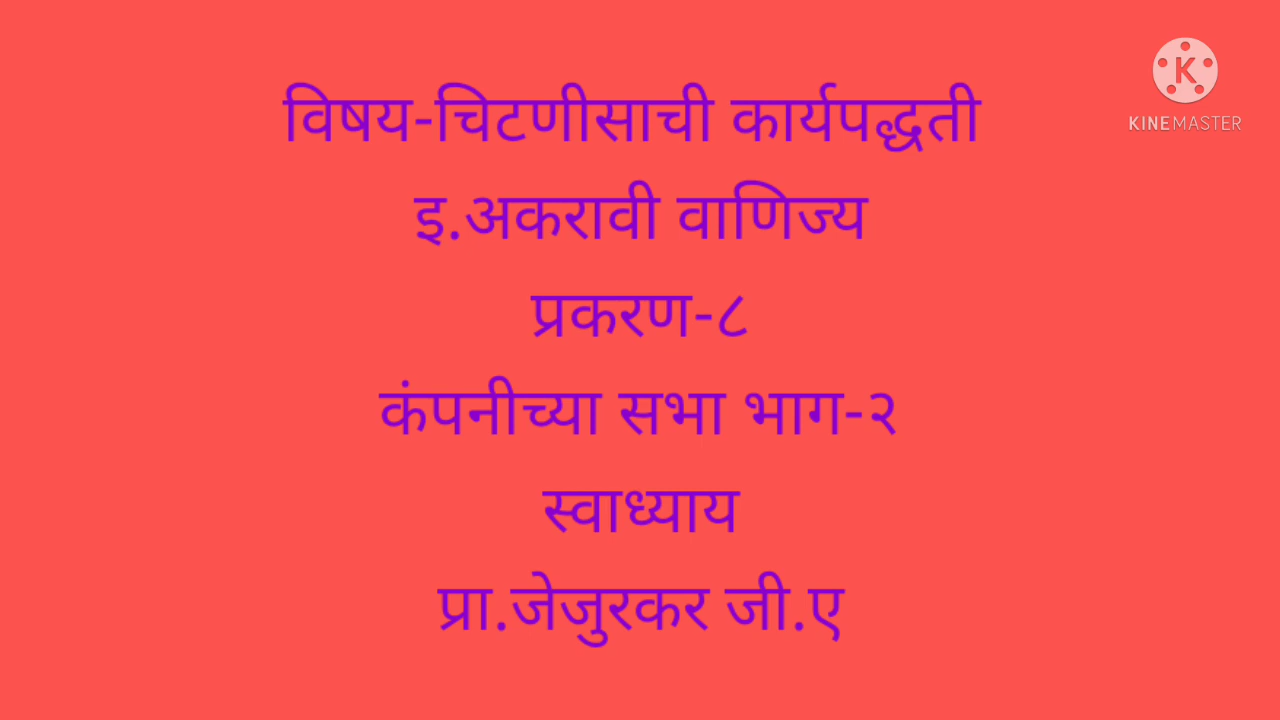 विषय-चिटणीसाची कार्यपद्धती
इ.अकरावी वाणिज्य
प्रकरण-८
कंपनीच्या सभा भाग-२
स्वाध्याय
प्रा.जेजुरकर जी.ए
K
KINEMASTER